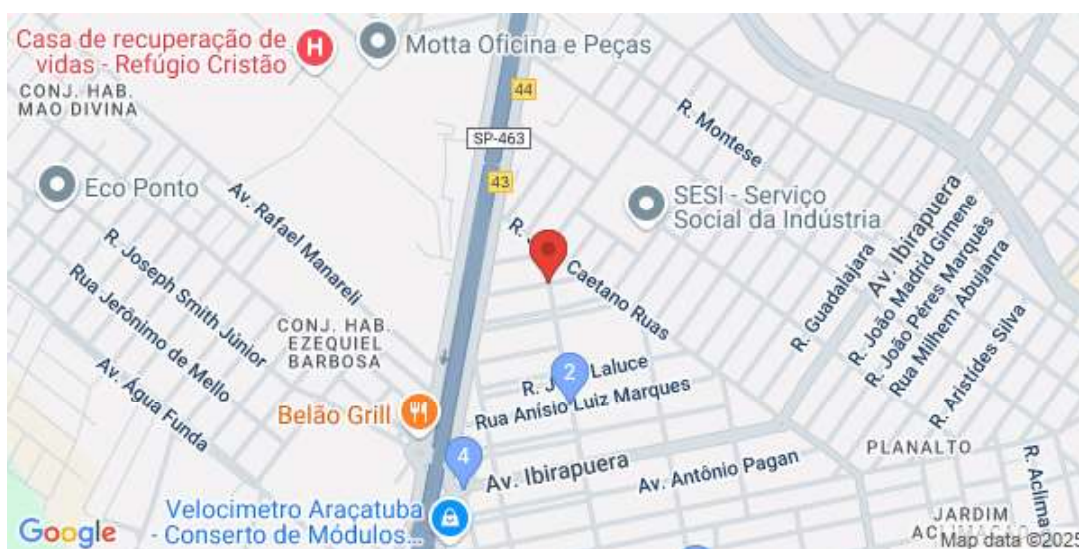 Casa de recuperação de
vidas - Refúgio Cristão
Motta Oficina e Peças
CONJ. HAB.
MAO DIVINA
44
SP-463
43
R. Montese
Eco Ponto
Av. Rafael Manareli
SESI - Serviço
Social da Indústria
R. Joseph Smith Júnior
Rua Jerônimo de Mello
Av. Água Funda
CONJ. HAB.
EZEQUIEL
BARBOSA
R.
Caetano Ruas
R. Guadalajara
Av. Ibirapuera
R. João Madrid Gimene
R. João Péres Marquês
Rua Milhem Abujanra
R. Aristides Silva
2
R. J
Laluce
Rua Anísio Luiz Marques
Belão Grill
4
Av. Ibirapuera
Av. Antônio Pagan
PLANALTO
R. Aclima
Velocimetro Araçatuba
- Conserto de Módulos...
JARDIM
Google
Map data ©2025